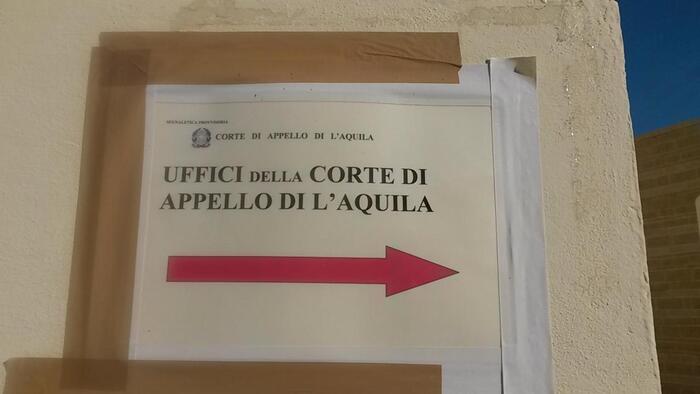 SEGNALETICA PROVVISORIA
CORTE DI APPELLO DI L'AQUILA
UFFICI DELLA CORTE DI
APPELLO DI L'AQUILA